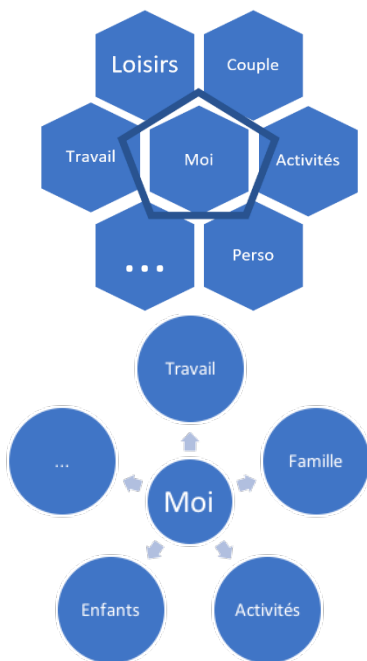 Loisirs
Couple
Travail
Moi
Activités
...
Perso
Travail
...
Famille
Moi
Enfants
Activités